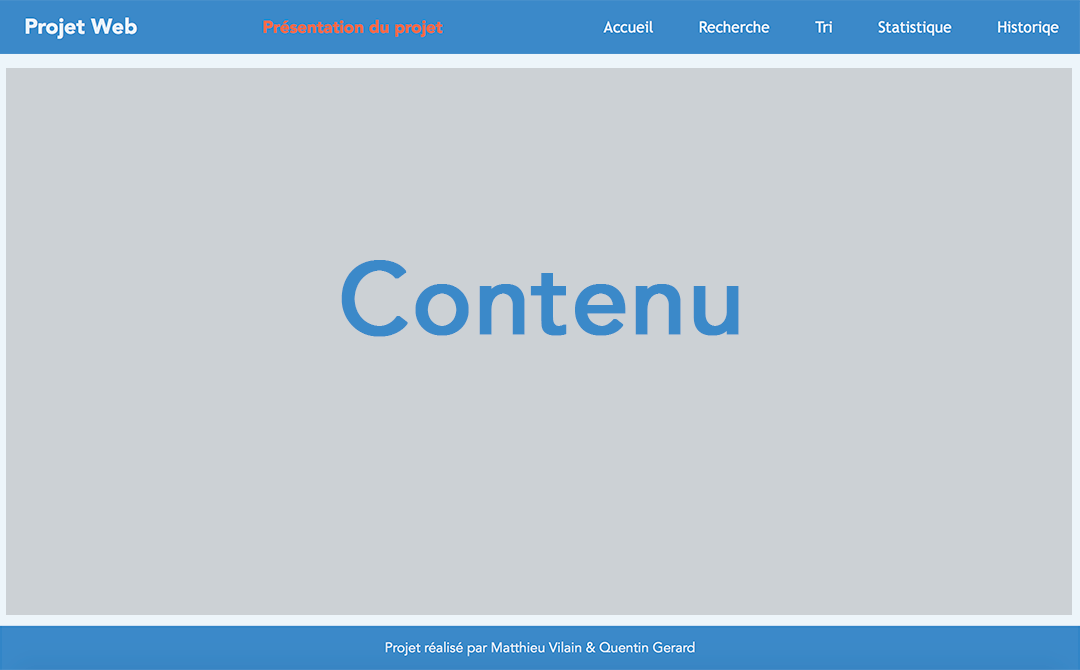 Projet Web Présentation du projet Accueil Recherche Tri Statistique Historiqe
Contenu
Projet réalisé par Matthieu Vilain & Quentin Gerard